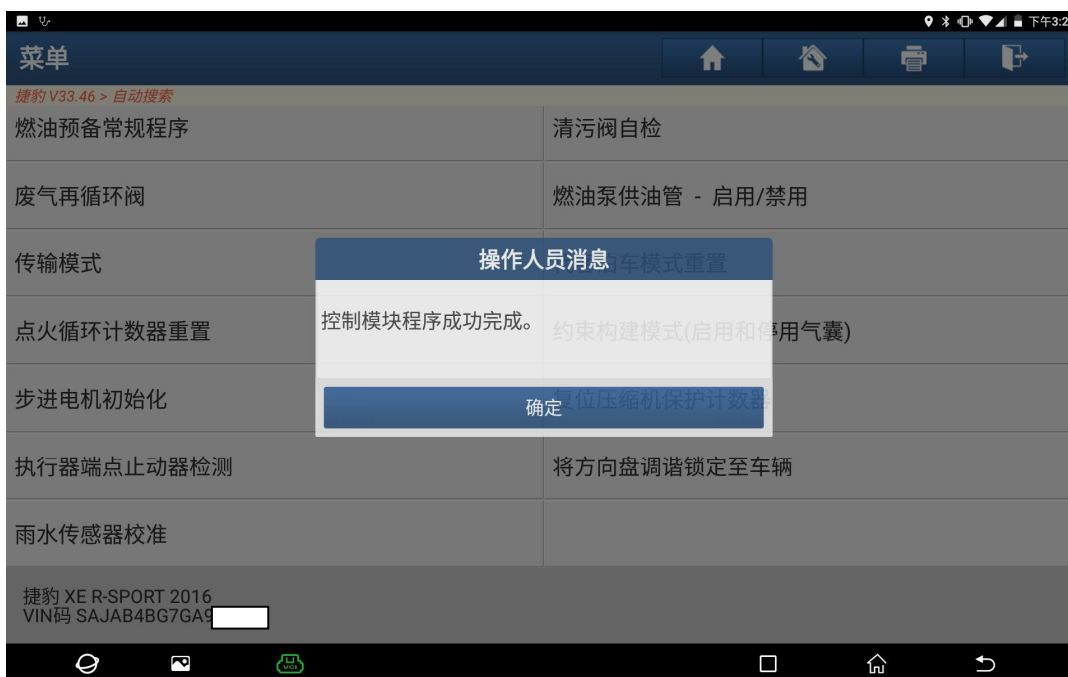 下午3:2
菜单
捷豹 V33.46 > 自动搜索
燃油预备常规程序
清污阀自检
废气再循环阀
燃油泵供油管 - 启用/禁用
传输模式
油车模式重置
操作人员消息
控制模块程序成功完成。
确定
点火循环计数器重置
约束构建模式(启用和停用气囊)
步进电机初始化
复位压缩机保护计数器
执行器端点止动器检测
将方向盘调谐锁定至车辆
雨水传感器校准
捷豹 XE R-SPORT 2016
VIN码 SAJAB4BG7GA9
VCI